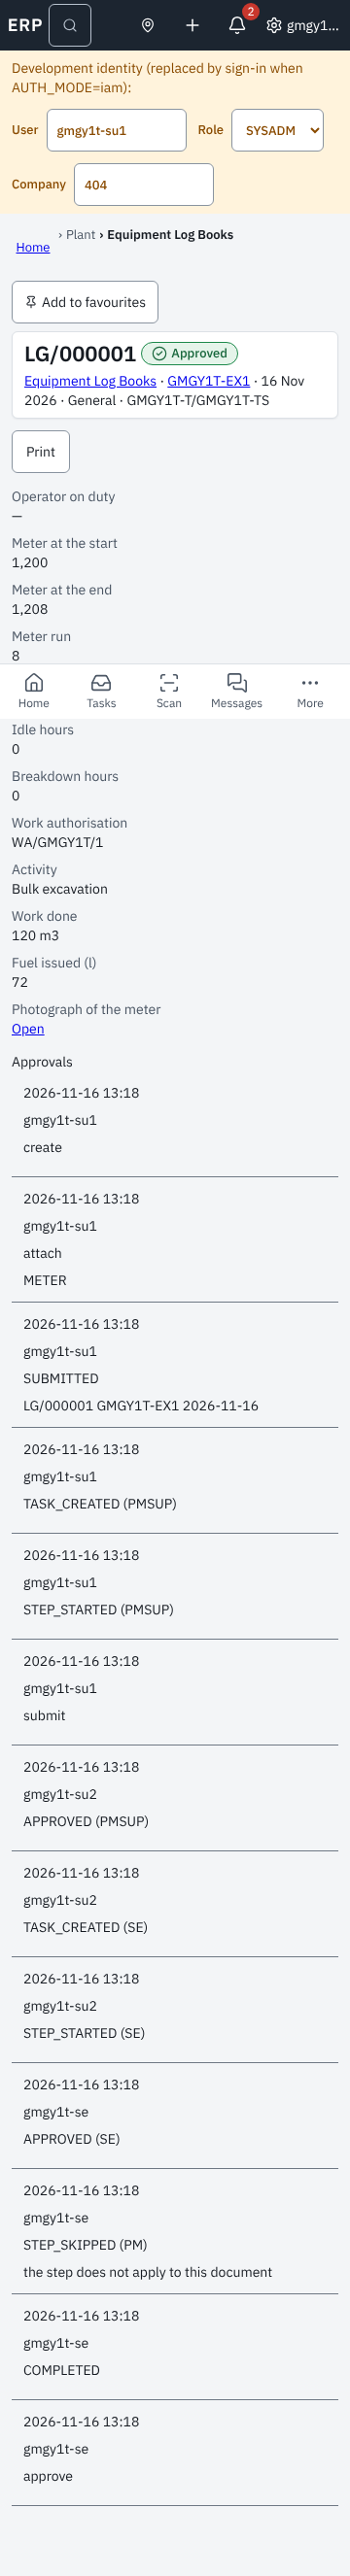 ERP
2
gmgy1...
Development identity (replaced by sign-in when
AUTH_MODE=iam):
User
gmgy1t-su1
Role
SYSADM
Company
404
Home › Plant › Equipment Log Books
Add to favourites
LG/000001 Approved
Equipment Log Books · GMGY1T-EX1 · 16 Nov
2026 · General · GMGY1T-T/GMGY1T-TS
Print
Operator on duty
—
Meter at the start
1,200
Meter at the end
1,208
Meter run
8
Home
Tasks
Scan
Messages
More
Idle hours
0
Breakdown hours
0
Work authorisation
WA/GMGY1T/1
Activity
Bulk excavation
Work done
120 m3
Fuel issued (l)
72
Photograph of the meter
Open
Approvals
2026-11-16 13:18
gmgy1t-su1
create
2026-11-16 13:18
gmgy1t-su1
attach
METER
2026-11-16 13:18
gmgy1t-su1
SUBMITTED
LG/000001 GMGY1T-EX1 2026-11-16
2026-11-16 13:18
gmgy1t-su1
TASK_CREATED (PMSUP)
2026-11-16 13:18
gmgy1t-su1
STEP_STARTED (PMSUP)
2026-11-16 13:18
gmgy1t-su1
submit
2026-11-16 13:18
gmgy1t-su2
APPROVED (PMSUP)
2026-11-16 13:18
gmgy1t-su2
TASK_CREATED (SE)
2026-11-16 13:18
gmgy1t-su2
STEP_STARTED (SE)
2026-11-16 13:18
gmgy1t-se
APPROVED (SE)
2026-11-16 13:18
gmgy1t-se
STEP_SKIPPED (PM)
the step does not apply to this document
2026-11-16 13:18
gmgy1t-se
COMPLETED
2026-11-16 13:18
gmgy1t-se
approve